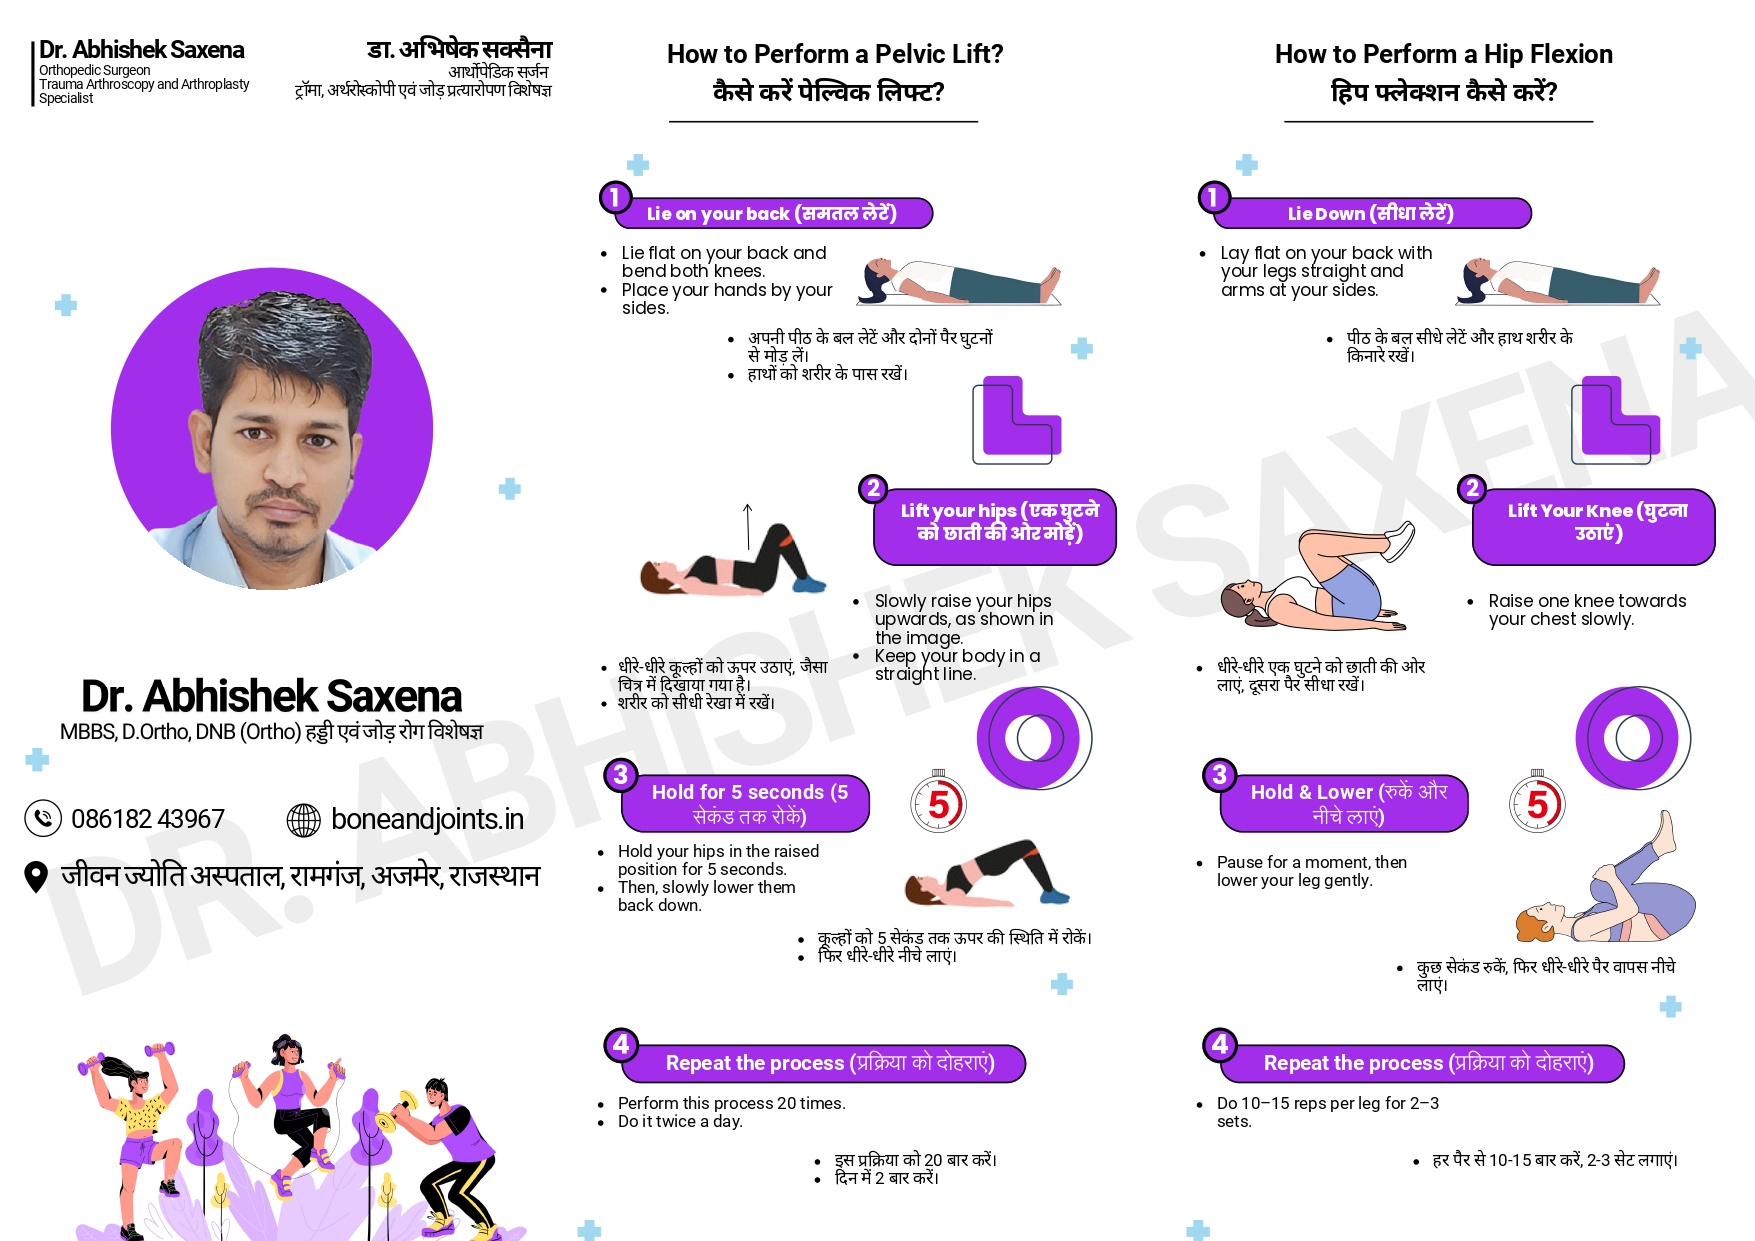 Dr. Abhishek Saxena
Orthopedic Surgeon
Trauma Arthroscopy and Arthroplasty
Specialist
डा. अभिषेक सक्सैना
आर्थोपेडिक सर्जन
ट्रॉमा, अर्थरोस्कोपी एवं जोड़ प्रत्यारोपण विशेषज्ञ
Dr. Abhishek Saxena
MBBS, D.Ortho, DNB (Ortho) हड्डी एवं जोड़ रोग विशेषज्ञ
086182 43967
boneandjoints.in
जीवन ज्योति अस्पताल, रामगंज, अजमेर, राजस्थान
How to Perform a Pelvic Lift?
कैसे करें पेल्विक लिफ्ट?
1
Lie on your back (समतल लेटें)
• Lie flat on your back and
bend both knees.
• Place your hands by your
sides.
• अपनी पीठ के बल लेटें और दोनों पैर घुटनों
से मोड़ लें।
• हाथों को शरीर के पास रखें।
2
Lift your hips (एक घुटने
को छाती की ओर मोड़ें)
• Slowly raise your hips
upwards, as shown in
the image.
• Keep your body in a
straight line.
• धीरे-धीरे कूल्हों को ऊपर उठाएं, जैसा
चित्र में दिखाया गया है।
• शरीर को सीधी रेखा में रखें।
3
Hold for 5 seconds (5
सेकंड तक रोकें)
5
• Hold your hips in the raised
position for 5 seconds.
• Then, slowly lower them
back down.
• कूल्हों को 5 सेकंड तक ऊपर की स्थिति में रोकें।
• फिर धीरे-धीरे नीचे लाएं।
4
Repeat the process (प्रक्रिया को दोहराएं)
• Perform this process 20 times.
• Do it twice a day.
• इस प्रक्रिया को 20 बार करें।
• दिन में 2 बार करें।
How to Perform a Hip Flexion
हिप फ्लेक्शन कैसे करें?
1
Lie Down (सीधा लेटें)
• Lay flat on your back with
your legs straight and
arms at your sides.
• पीठ के बल सीधे लेटें और हाथ शरीर के
किनारे रखें।
2
Lift Your Knee (घुटना
उठाएं)
• Raise one knee towards
your chest slowly.
• धीरे-धीरे एक घुटने को छाती की ओर
लाएं, दूसरा पैर सीधा रखें।
3
Hold & Lower (रुकें और
नीचे लाएं)
5
• Pause for a moment, then
lower your leg gently.
• कुछ सेकंड रुकें, फिर धीरे-धीरे पैर वापस नीचे
लाएं।
4
Repeat the process (प्रक्रिया को दोहराएं)
• Do 10–15 reps per leg for 2–3
sets.
• हर पैर से 10-15 बार करें, 2-3 सेट लगाएं।
DR. ABHISHEK SAXENA